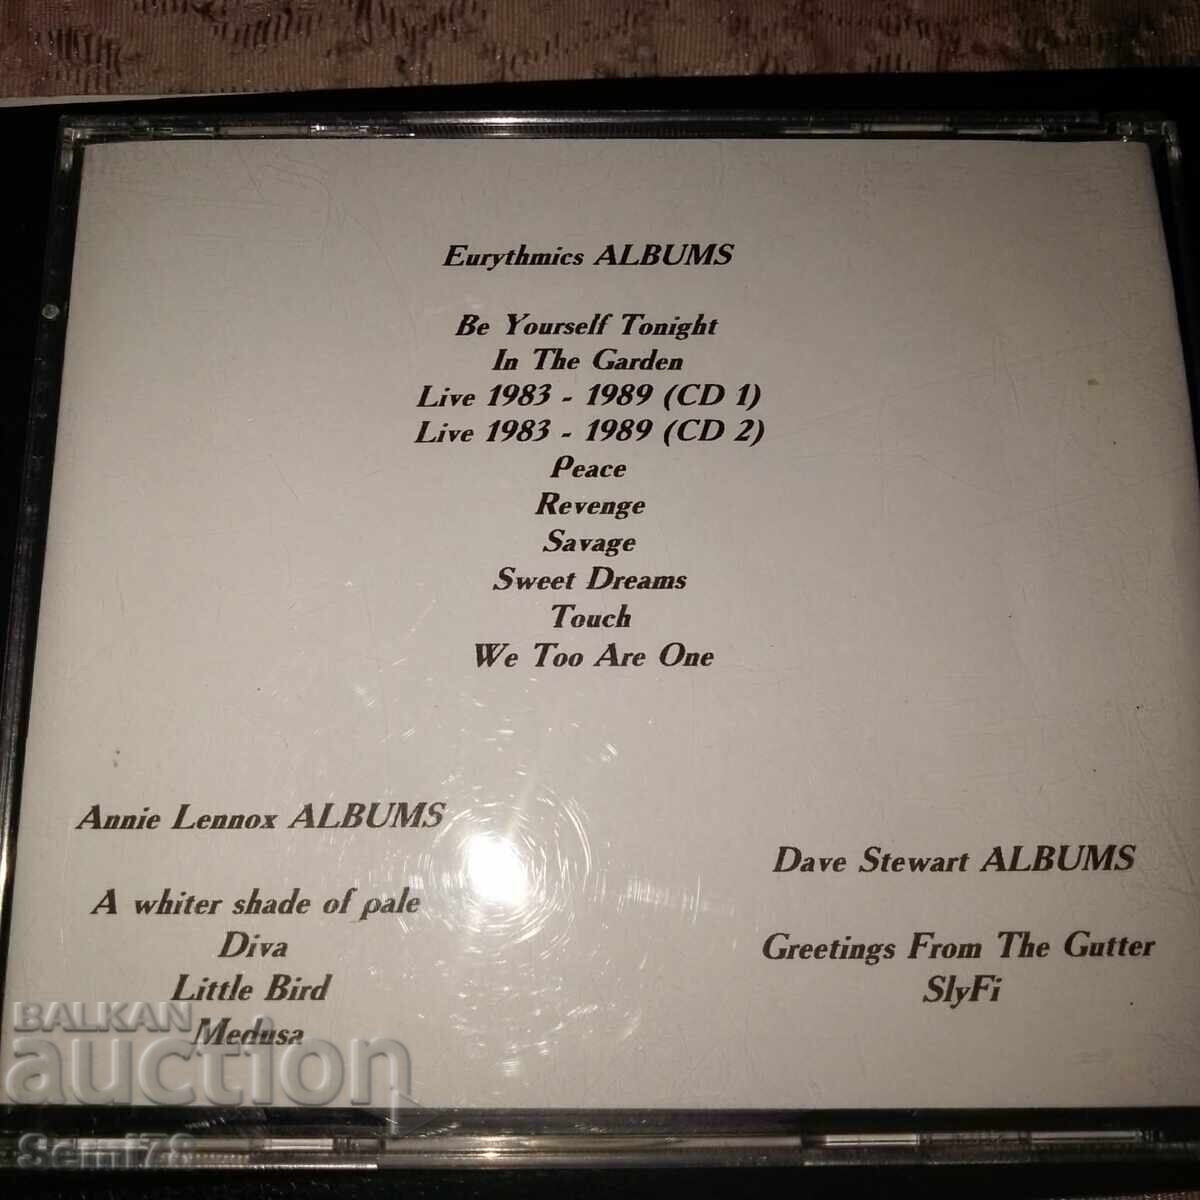 Eurythmics ALBUMS
Be Yourself Tonight
In The Garden
Live 1983 - 1989 (CD 1)
Live 1983 - 1989 (CD 2)
Peace
Revenge
Savage
Sweet Dreams
Touch
We Too Are One
Annie Lennox ALBUMS
A whiter shade of pale
Diva
Little Bird
Medusa
Dave Stewart ALBUMS
Greetings From The Gutter
SlyFi
BALKAN
auction
Semi78